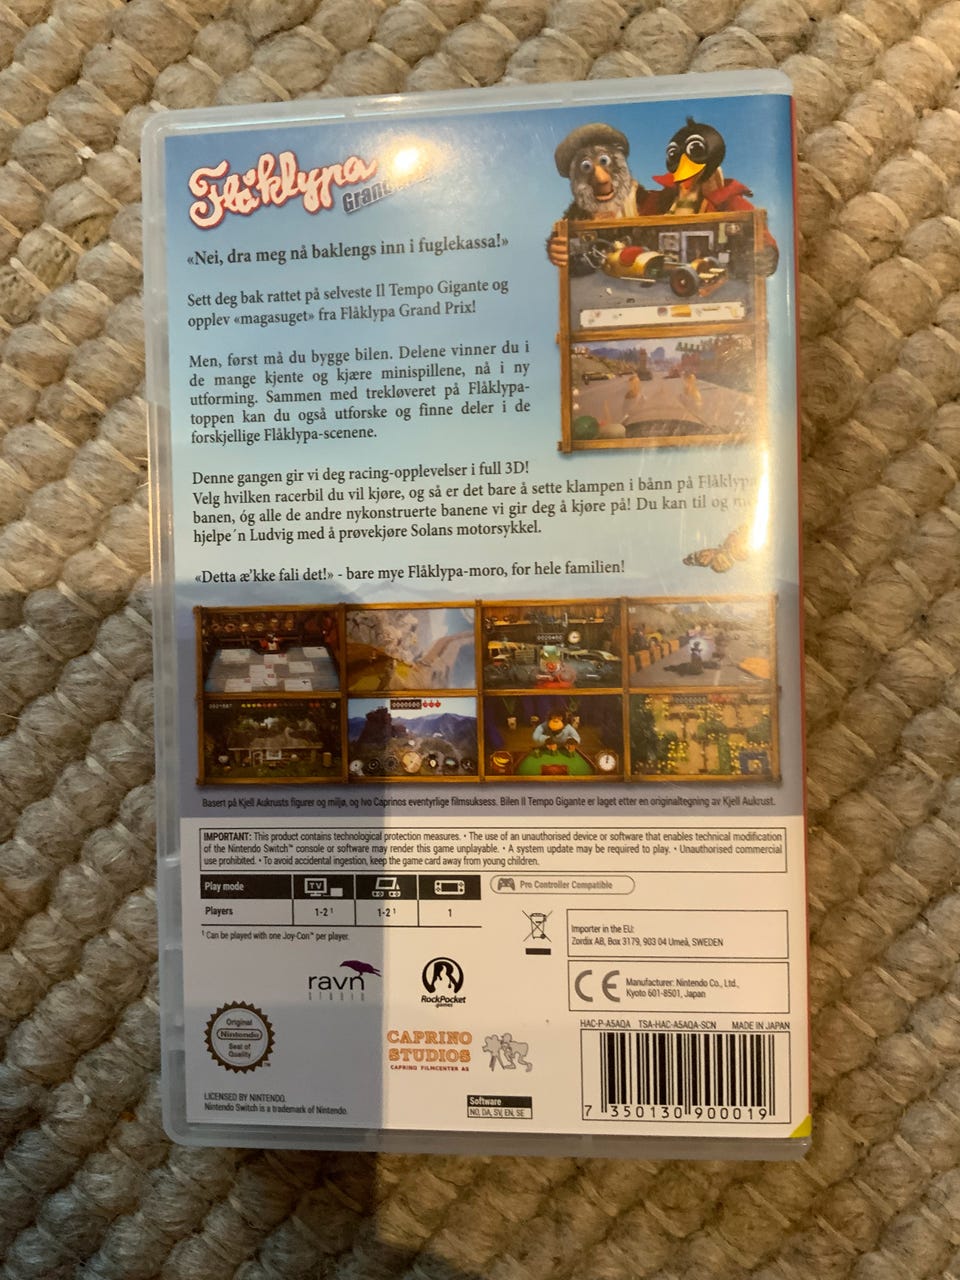 Flåklypa
Grand
«Nei, dra meg nå baklengs inn i fuglekassa!»
Sett deg bak rattet på selveste Il Tempo Gigante og
opplev «magasuget» fra Flåklypa Grand Prix!
Men, først må du bygge bilen. Delene vinner du i
de mange kjente og kjære minispillene, nå i ny
utforming. Sammen med trekløveret på Flåklypa-
toppen kan du også utforske og finne deler i de
forskjellige Flåklypa-scenene.
Denne gangen gir vi deg racing-opplevelser i full 3D!
Velg hvilken racerbil du vil kjøre, og så er det bare å sette klampen i bånn på Flåklypa
banen, óg alle de andre nykonstruerte banene vi gir deg å kjøre på! Du kan til og
hjelpe´n Ludvig med å prøvekjøre Solans motorsykkel.
«Detta æ'kke fali det!» - bare mye Flåklypa-moro, for hele familien!
Basert på Kjell Aukrusts figurer og miljø, og Ivo Caprinos eventyrlige filmsuksess. Bilen Il Tempo Gigante er laget etter en originaltegning av Kjell Aukrust.
IMPORTANT: This product contains technological protection measures. • The use of an unauthorised device or software that enables technical modification
of the Nintendo Switch™ console or software may render this game unplayable. • A system update may be required to play. • Unauthorised commercial
use prohibited. • To avoid accidental ingestion, keep the game card away from young children.
Play mode TV Pro Controller Compatible
Players 1-2¹ 1-2¹ 1
¹ Can be played with one Joy-Con™ per player.
Importer in the EU:
Zordix AB, Box 3179, 903 04 Umeå, SWEDEN
ravn
STUDIO
RockPocket
games
CE Manufacturer: Nintendo Co., Ltd.,
Kyoto 601-8501, Japan
Original
Nintendo
Seal of
Quality
TM
CAPRINO
STUDIOS
CAPRINO FILMCENTER AS
HAC-P-A5AQA TSA-HAC-A5AQA-SCN MADE IN JAPAN
LICENSED BY NINTENDO.
Nintendo Switch is a trademark of Nintendo.
Software
NO, DA, SV, EN, SE
7 350130 900019